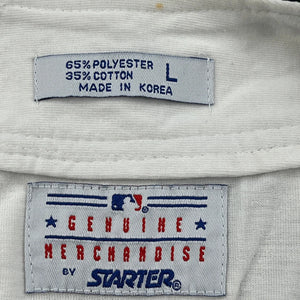 65% POLYESTER
35% COTTON L
MADE IN KOREA
GENUINE
MERCHANDISE
BY STARTER®